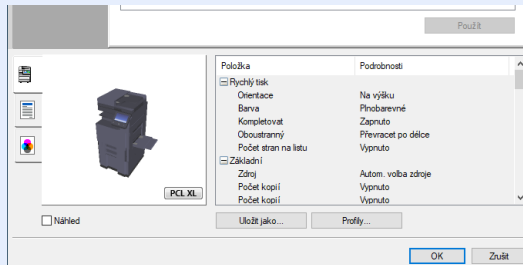 Použít
Položka Podrobnosti
Rychlý tisk
Orientace Na výšku
Barva Plnobarevné
Kompletovat Zapnuto
Oboustranný Převracet po délce
Počet stran na listu Vypnuto
Základní
Zdroj Autom. volba zdroje
Počet kopií Vypnuto
Počet kopií Vypnuto
PCL XL
Náhled Uložit jako... Profily...
OK Zrušit